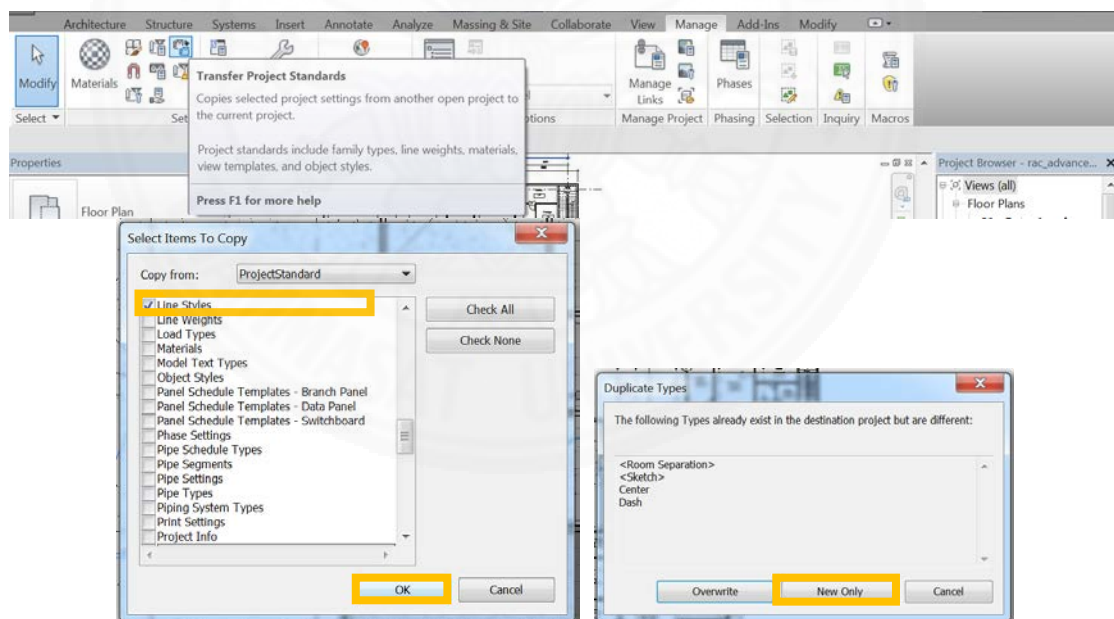 Architecture Structure Systems Insert Annotate Analyze Massing & Site Collaborate View Manage Add-Ins Modify
Modify
Materials
Manage Links
Phases
Select
Set
tions
Manage Project
Phasing
Selection
Inquiry
Macros
Transfer Project Standards
Copies selected project settings from another open project to
the current project.
Project standards include family types, line weights, materials,
view templates, and object styles.
Press F1 for more help
Properties
Floor Plan
Project Browser - rac_advance...
Views (all)
Floor Plans
Select Items To Copy
Copy from: ProjectStandard
Line Styles
Line Weights
Load Types
Materials
Model Text Types
Object Styles
Panel Schedule Templates - Branch Panel
Panel Schedule Templates - Data Panel
Panel Schedule Templates - Switchboard
Phase Settings
Pipe Schedule Types
Pipe Segments
Pipe Settings
Pipe Types
Piping System Types
Print Settings
Project Info
Check All
Check None
OK Cancel
Duplicate Types
The following Types already exist in the destination project but are different:
<Room Separation>
<Sketch>
Center
Dash
Overwrite New Only Cancel